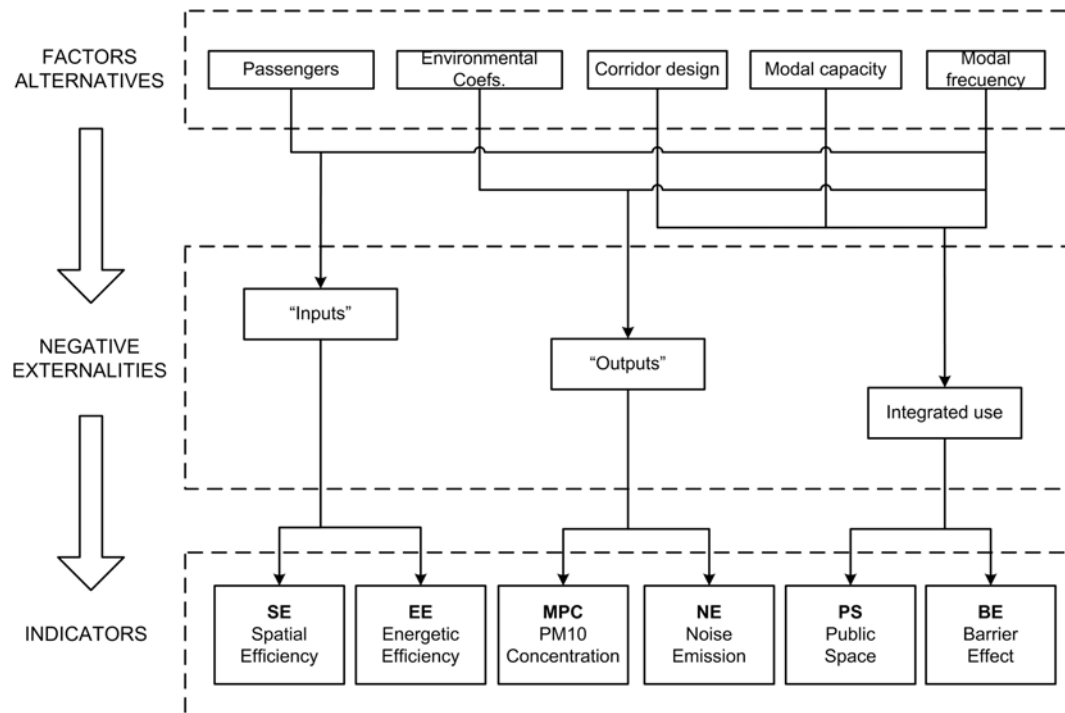 FACTORS
ALTERNATIVES
Passengers
Environmental
Coefs.
Corridor design
Modal capacity
Modal
frecuency
NEGATIVE
EXTERNALITIES
“Inputs”
“Outputs”
Integrated use
INDICATORS
SE
Spatial
Efficiency
EE
Energetic
Efficiency
MPC
PM10
Concentration
NE
Noise
Emission
PS
Public
Space
BE
Barrier
Effect